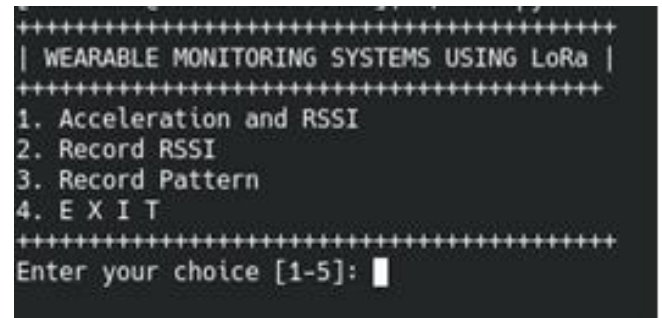 ++++++++++++++++++++++++++++++++++++++++++
| WEARABLE MONITORING SYSTEMS USING LoRa |
+++++++++++++++++++++++++++++++++++++++++
1. Acceleration and RSSI
2. Record RSSI
3. Record Pattern
4. E X I T
++++++++++++++++++++++++++++++++++++++++++
Enter your choice [1-5]: